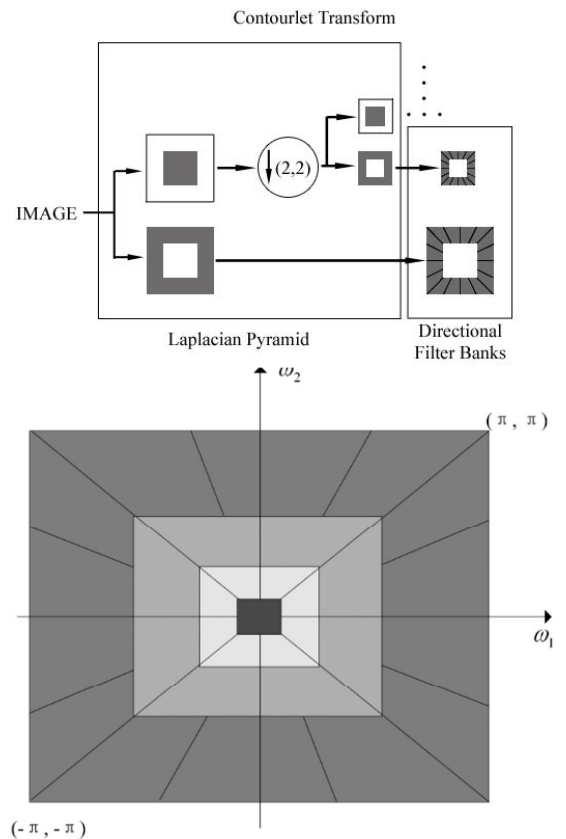 Contourlet Transform
(2,2)
IMAGE
Laplacian Pyramid
Directional
Filter Banks
ω₂
(π, π)
ω₁
(-π, -π)